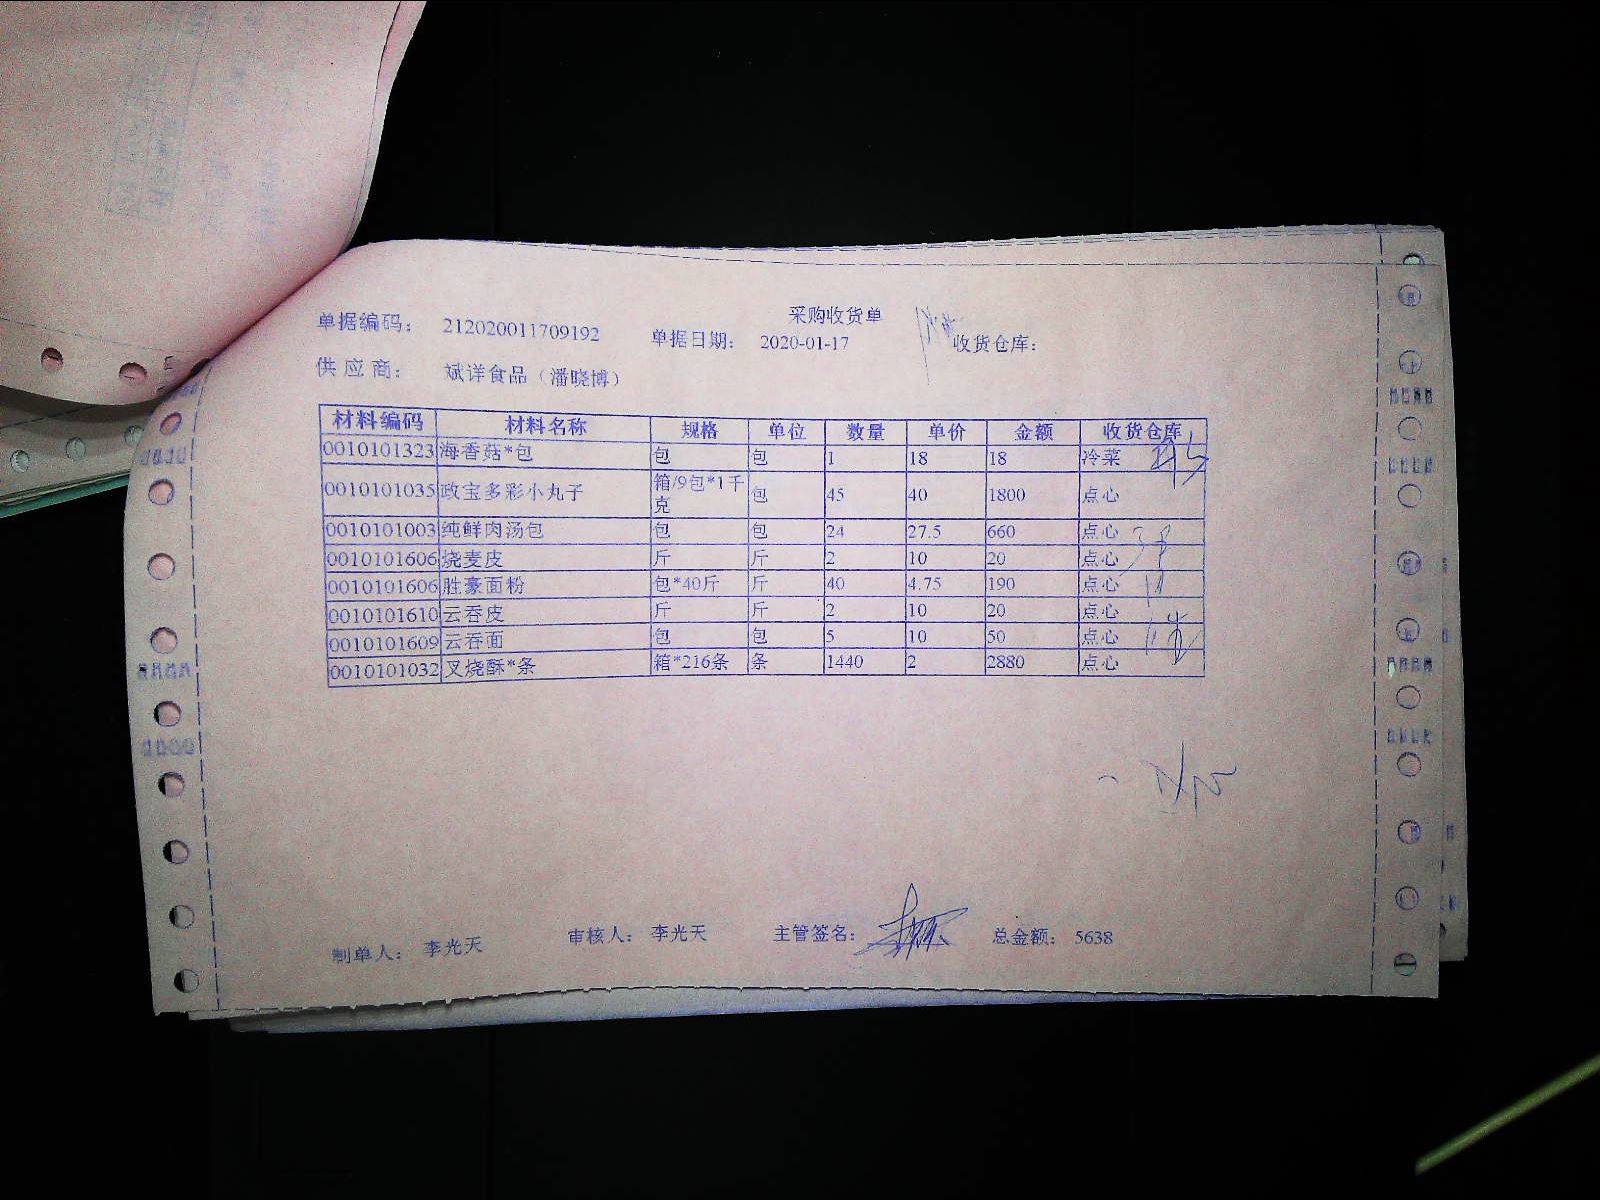 采购收货单
单据编码： 212020011709192 单据日期： 2020-01-17 收货仓库：
供应商： 斌洋食品（潘晓博）
材料编码 材料名称 规格 单位 数量 单价 金额 收货仓库
0010101323 海香菇*包 包 包 1 18 18 冷菜
0010101035 政宝多彩小丸子 箱/9包*1千克 包 45 40 1800 点心
0010101003 纯鲜肉汤包 包 包 24 27.5 660 点心
0010101606 烧麦皮 斤 斤 2 10 20 点心
0010101606 胜豪面粉 包*40斤 斤 40 4.75 190 点心
0010101610 云吞皮 斤 斤 2 10 20 点心
0010101609 云吞面 包 包 5 10 50 点心
0010101032 叉烧酥*条 箱*216条 条 1440 2 2880 点心
制单人： 李光天 审核人： 李光天 主管签名： 总金额： 5638